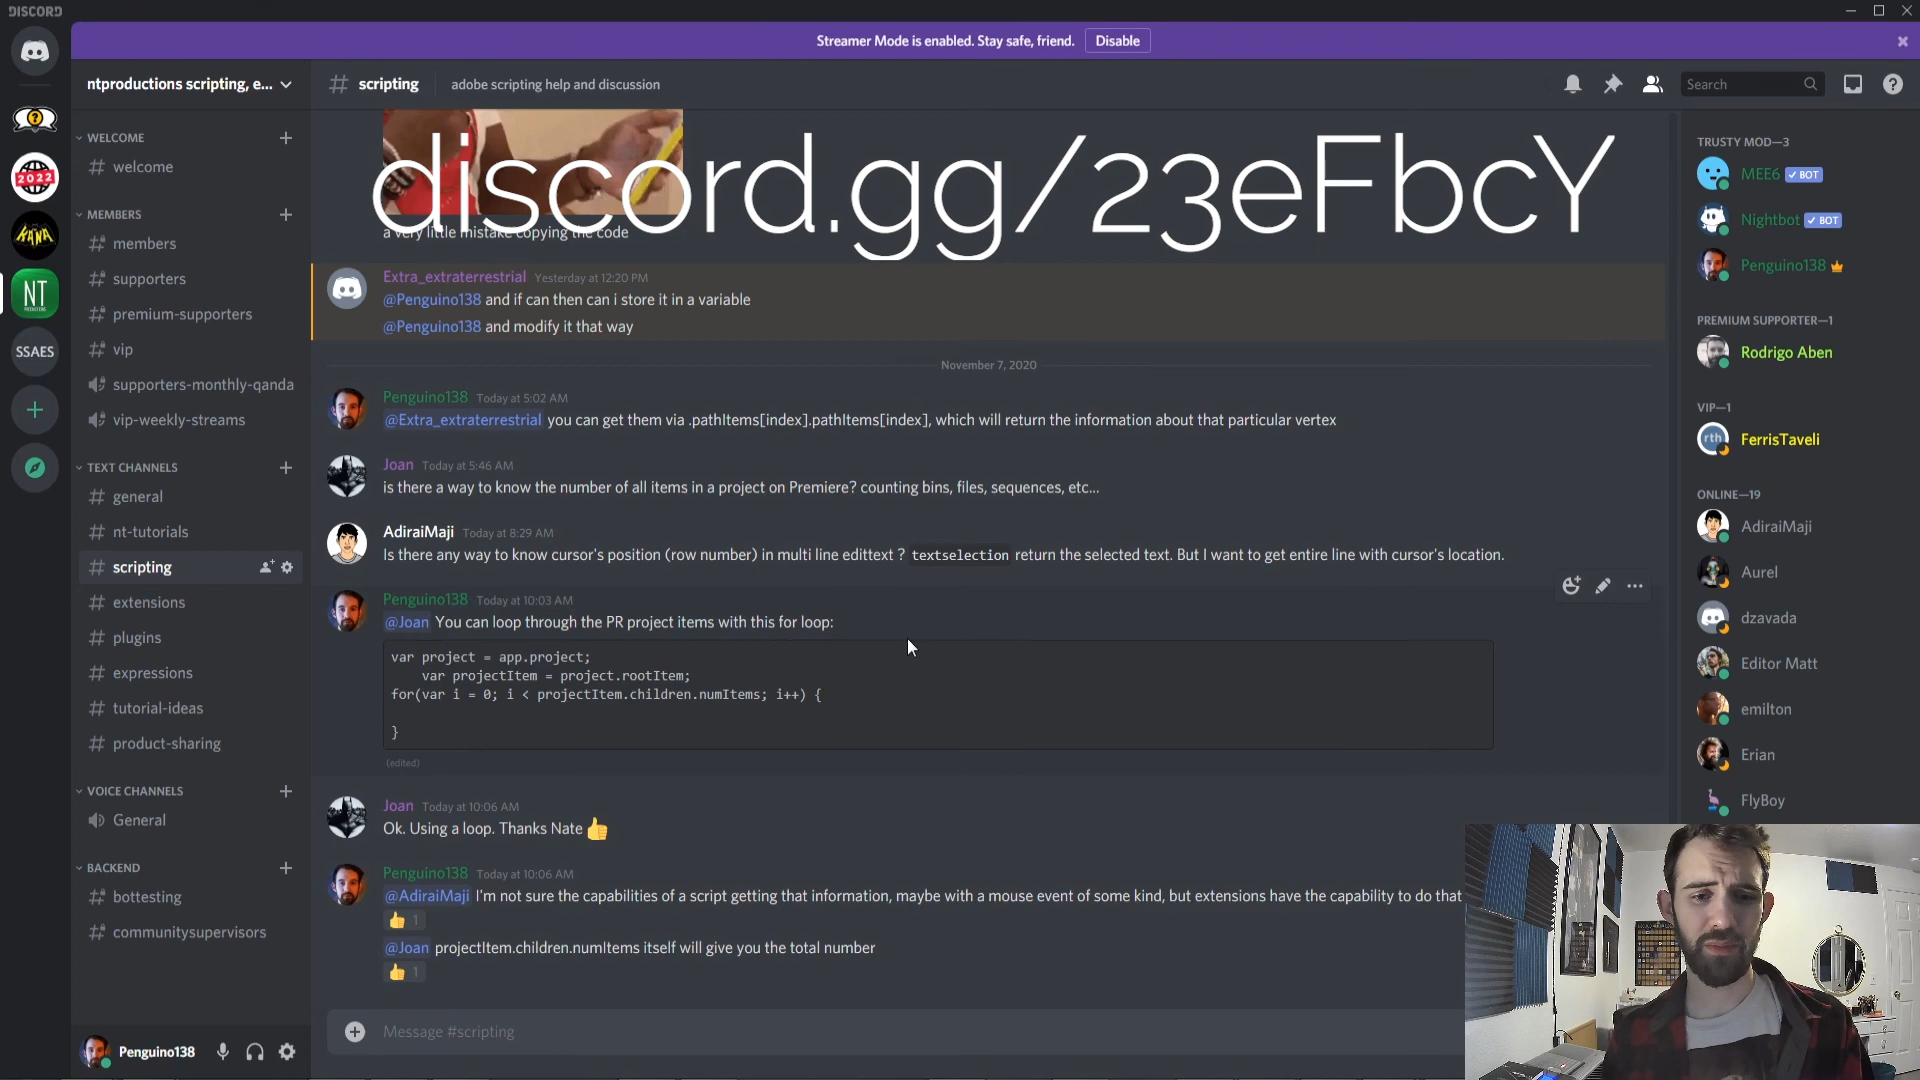 DISCORD
Streamer Mode is enabled. Stay safe, friend.
Disable
ntproductions scripting, e...
scripting
adobe scripting help and discussion
Search
discord.gg/23eFbcY
2022
KANA
NT
SSAES
WELCOME
welcome
MEMBERS
members
supporters
premium-supporters
vip
supporters-monthly-qanda
vip-weekly-streams
TEXT CHANNELS
general
nt-tutorials
scripting
extensions
plugins
expressions
tutorial-ideas
product-sharing
VOICE CHANNELS
General
BACKEND
bottesting
communitysupervisors
Penguino138
a very little mistake copying the code
Extra_extraterrestrial Yesterday at 12:20 PM
@Penguino138 and if can then can i store it in a variable
@Penguino138 and modify it that way
November 7, 2020
Penguino138 Today at 5:02 AM
@Extra_extraterrestrial you can get them via .pathItems[index].pathItems[index], which will return the information about that particular vertex
Joan Today at 5:46 AM
is there a way to know the number of all items in a project on Premiere? counting bins, files, sequences, etc...
AdiraiMaji Today at 8:29 AM
Is there any way to know cursor's position (row number) in multi line edittext ? textselection return the selected text. But I want to get entire line with cursor's location.
Penguino138 Today at 10:03 AM
@Joan You can loop through the PR project items with this for loop:
var project = app.project;
var projectItem = project.rootItem;
for(var i = 0; i < projectItem.children.numItems; i++) {
}
(edited)
Joan Today at 10:06 AM
Ok. Using a loop. Thanks Nate 👍
Penguino138 Today at 10:06 AM
@AdiraiMaji I'm not sure the capabilities of a script getting that information, maybe with a mouse event of some kind, but extensions have the capability to do that
👍 1
@Joan projectItem.children.numItems itself will give you the total number
👍 1
Message #scripting
TRUSTY MOD—3
MEE6 ✓ BOT
Nightbot ✓ BOT
Penguino138
PREMIUM SUPPORTER—1
Rodrigo Aben
VIP—1
rth
FerrisTaveli
ONLINE—19
AdiraiMaji
Aurel
dzavada
Editor Matt
emilton
Erian
FlyBoy